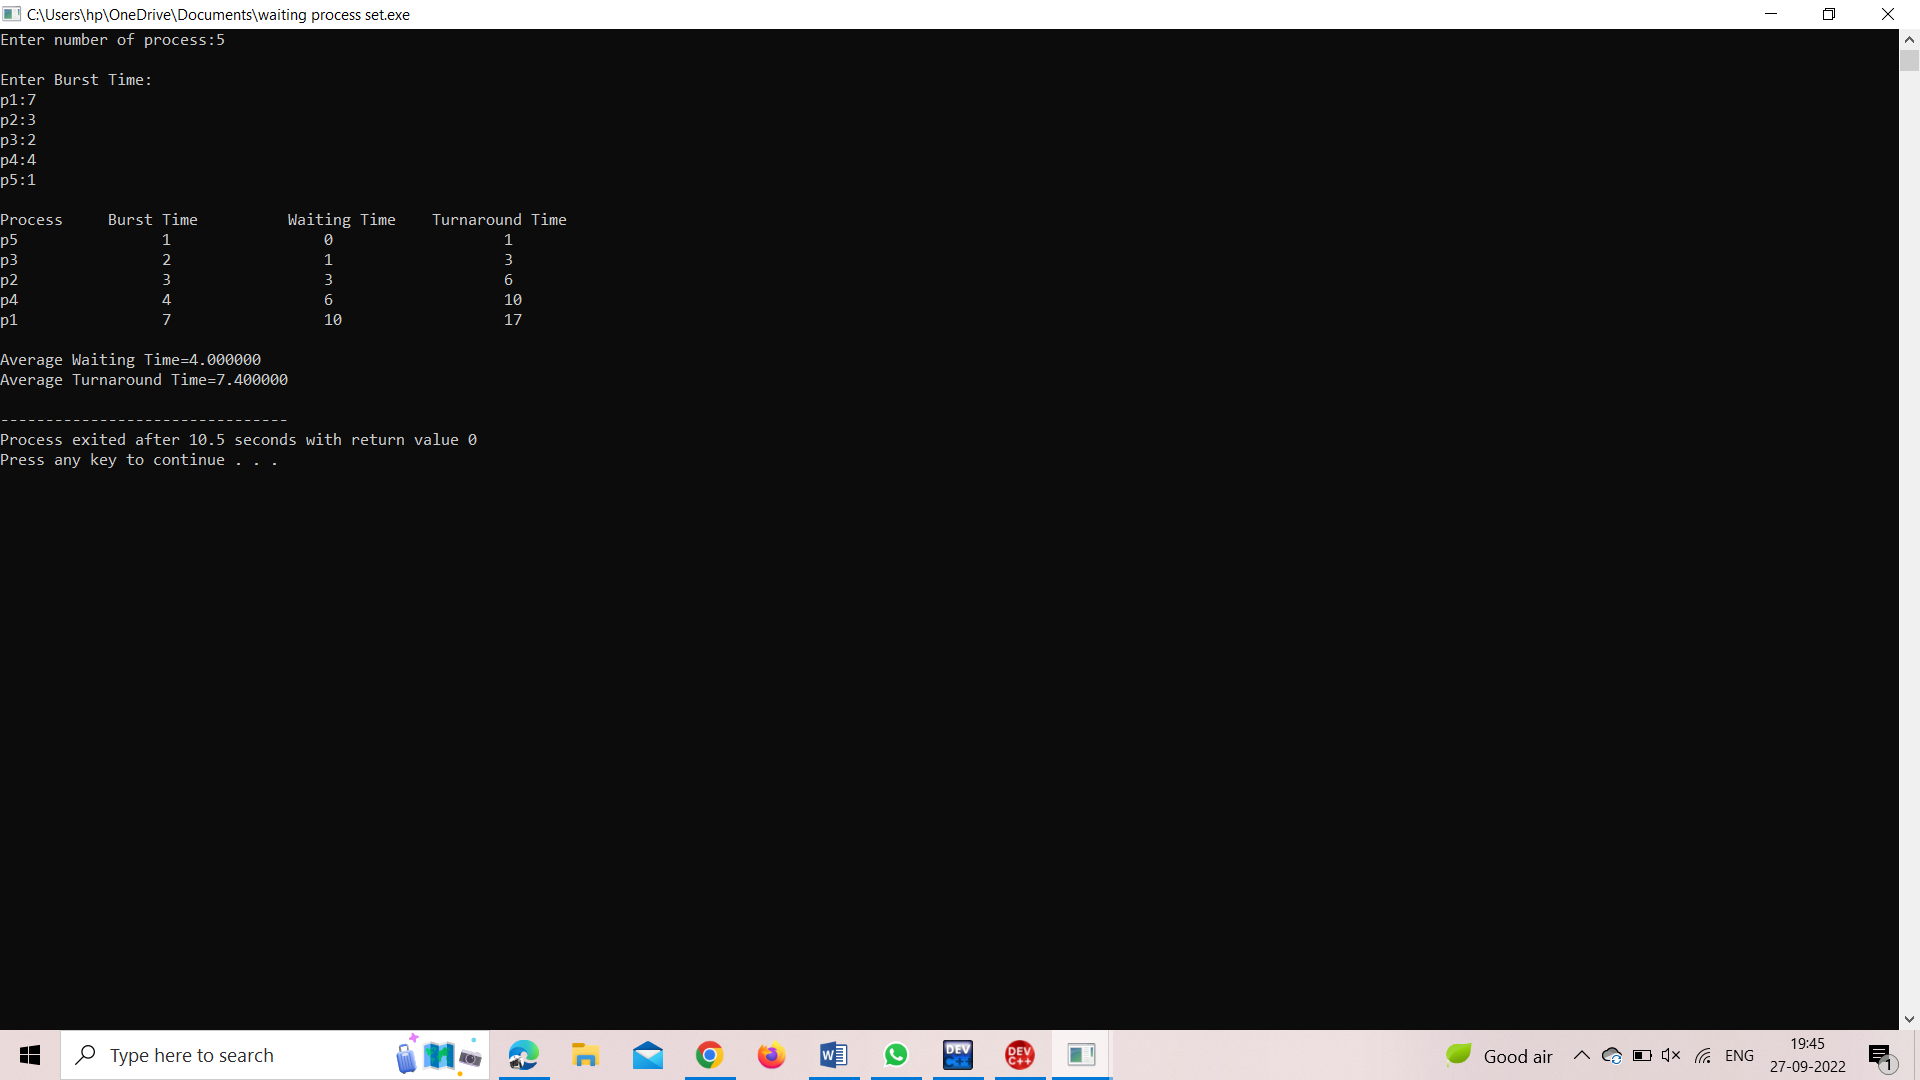 C:\Users\hp\OneDrive\Documents\waiting process set.exe
Enter number of process:5
Enter Burst Time:
p1:7
p2:3
p3:2
p4:4
p5:1
Process Burst Time Waiting Time Turnaround Time
p5 1 0 1
p3 2 1 3
p2 3 3 6
p4 4 6 10
p1 7 10 17
Average Waiting Time=4.000000
Average Turnaround Time=7.400000
--------------------------------
Process exited after 10.5 seconds with return value 0
Press any key to continue . . .
Type here to search
W
DEV C++
DEV C++
Good air
ENG
19:45
27-09-2022
1